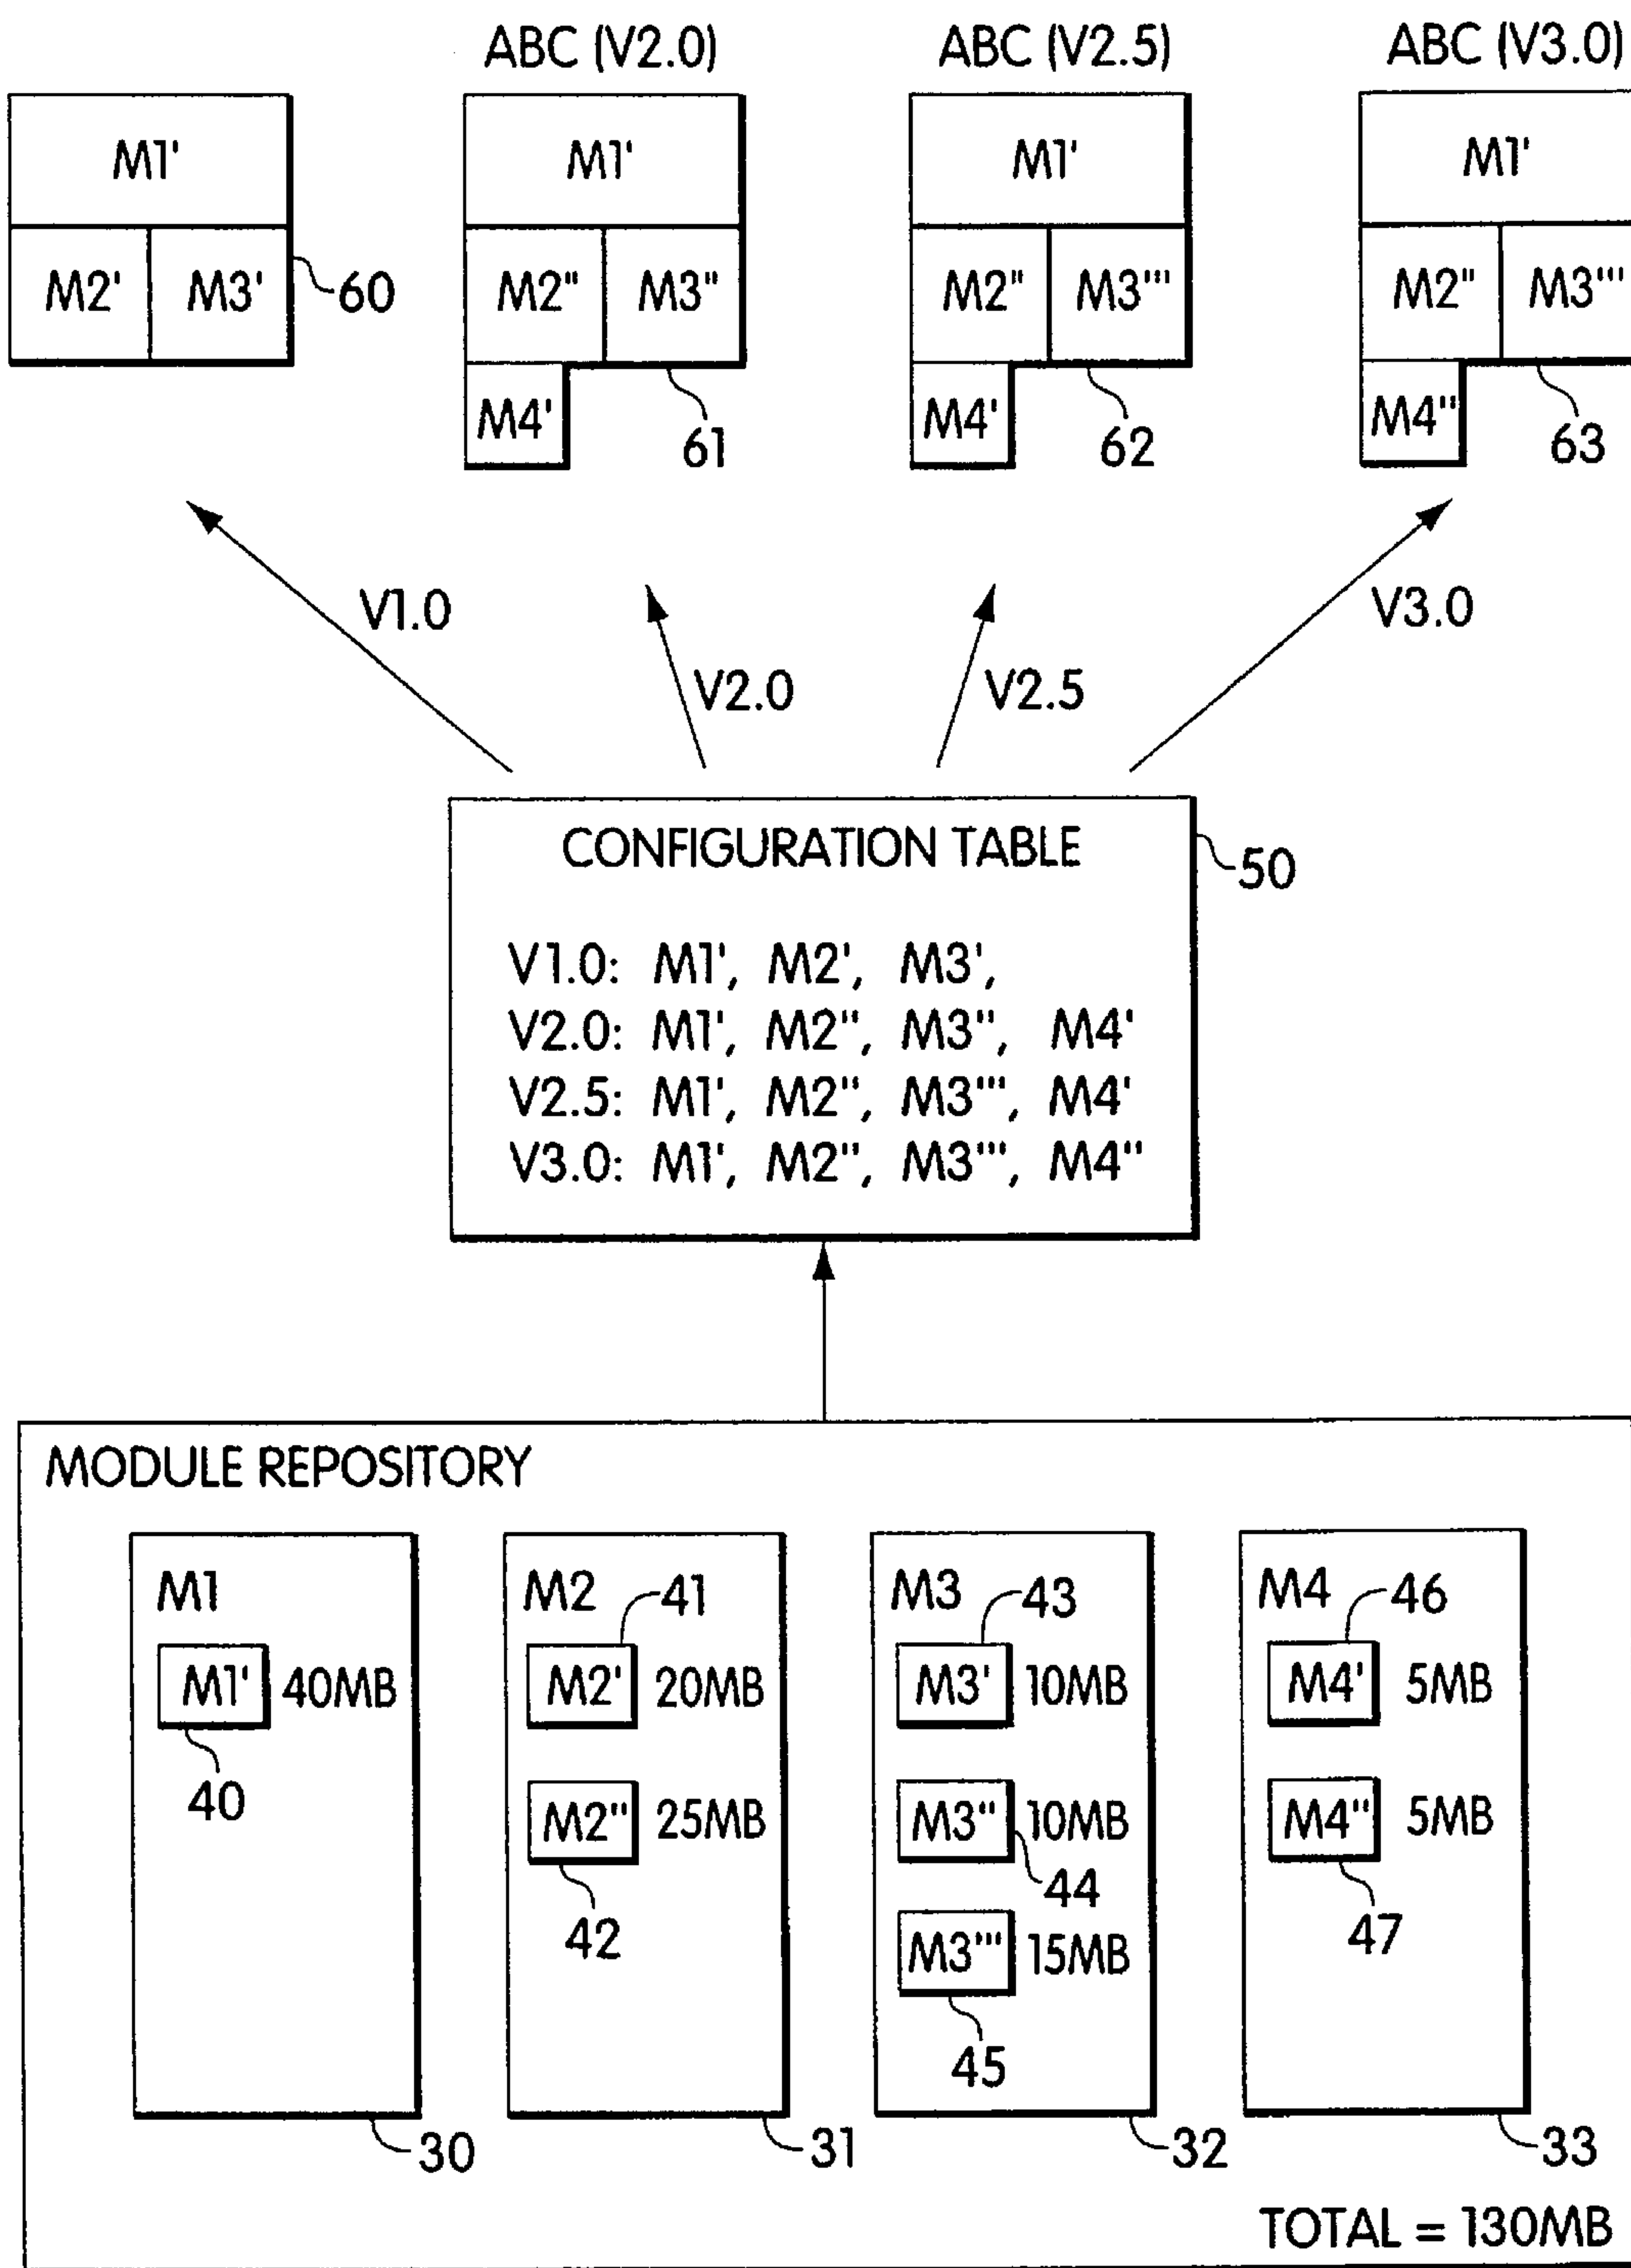 ABC (V2.0) ABC (V2.5) ABC (V3.0)
M1' M1' M1' M1'
M2' M3' M2" M3" M2" M3''' M2" M3'''
60
M4' M4' M4"
61 62 63
V1.0 V3.0
V2.0 V2.5
CONFIGURATION TABLE
50
V1.0: M1', M2', M3',
V2.0: M1', M2", M3", M4'
V2.5: M1', M2", M3''', M4'
V3.0: M1', M2", M3''', M4"
MODULE REPOSITORY
M1 M2 41 M3 43 M4 46
M1' 40MB M2' 20MB M3' 10MB M4' 5MB
40
M2" 25MB M3" 10MB M4" 5MB
44
42 47
M3''' 15MB
45
30 31 32 33
TOTAL = 130MB